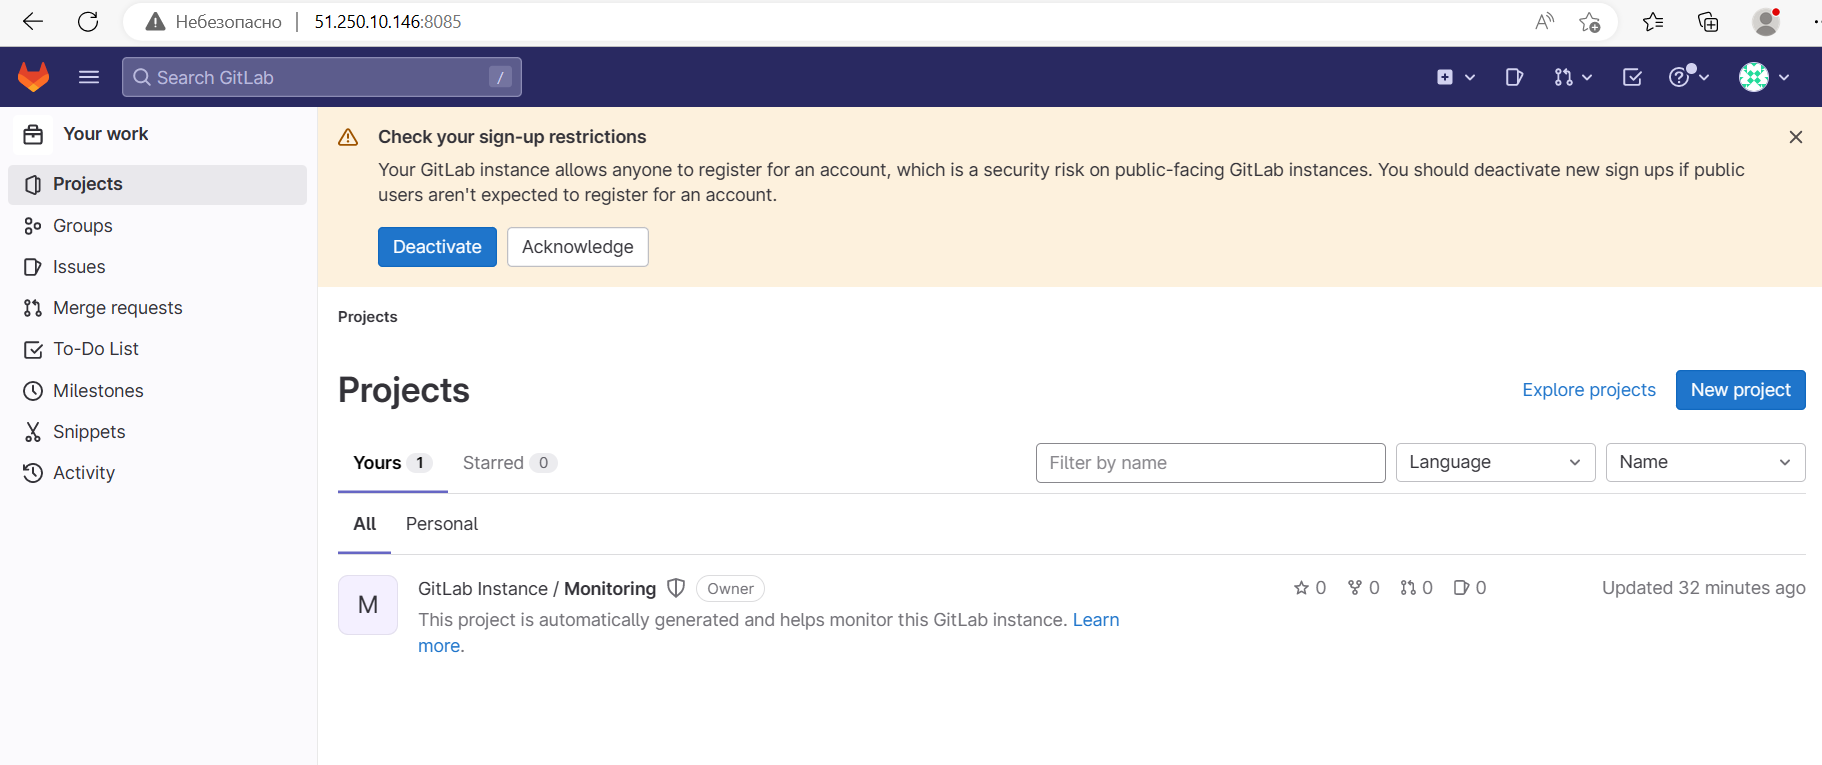 Небезопасно | 51.250.10.146:8085
Search GitLab /
Your work
Projects
Groups
Issues
Merge requests
To-Do List
Milestones
Snippets
Activity
Check your sign-up restrictions
Your GitLab instance allows anyone to register for an account, which is a security risk on public-facing GitLab instances. You should deactivate new sign ups if public
users aren't expected to register for an account.
Deactivate Acknowledge
Projects
Projects
Explore projects New project
Yours 1 Starred 0 Filter by name Language Name
All Personal
M
GitLab Instance / Monitoring Owner 0 0 0 0 Updated 32 minutes ago
This project is automatically generated and helps monitor this GitLab instance. Learn
more.